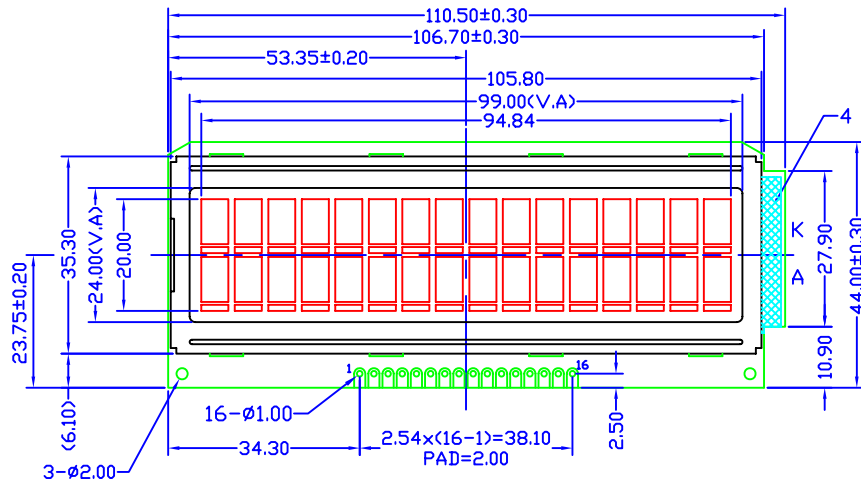 110.50±0.30
106.70±0.30
53.35±0.20
105.80
99.00(V.A)
94.84
4
35.30
24.00(V.A)
20.00
23.75±0.20
K
A
27.90
44.00±0.30
10.90
(6.10)
1
16
16-Ø1.00
34.30
2.54x(16-1)=38.10
PAD=2.00
2.50
3-Ø2.00